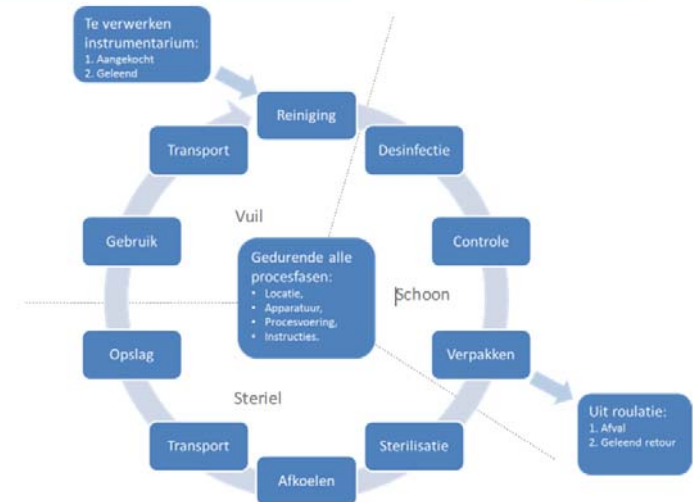 Te verwerken
instrumentarium:
1. Aangekocht
2. Geleend
Reiniging
Desinfectie
Controle
Verpakken
Uit roulatie:
1. Afval
2. Geleend retour
Sterilisatie
Afkoelen
Transport
Opslag
Gebruik
Transport
Vuil
Schoon
Steriel
Gedurende alle
procesfasen:
• Locatie,
• Apparatuur,
• Procesvoering,
• Instructies.